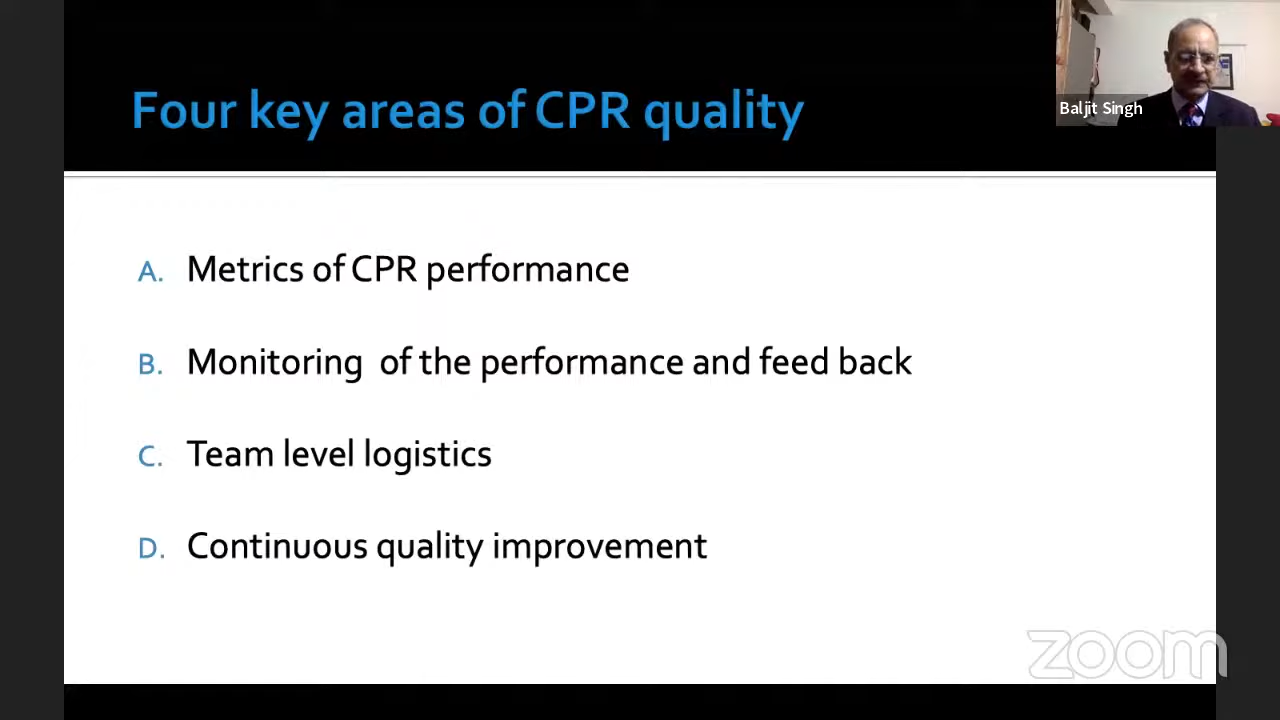 Four key areas of CPR quality
Baljit Singh
A. Metrics of CPR performance
B. Monitoring of the performance and feed back
C. Team level logistics
D. Continuous quality improvement
zoom